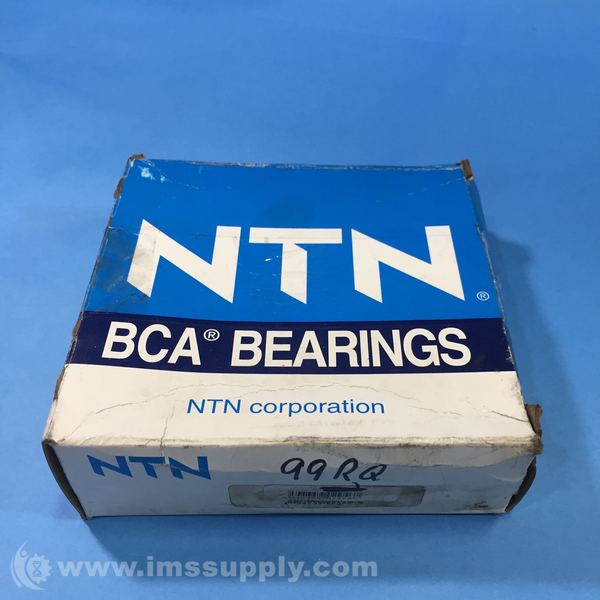 NTN®
BCA® BEARINGS
NTN corporation
NTN
99RQ
www.imssupply.com